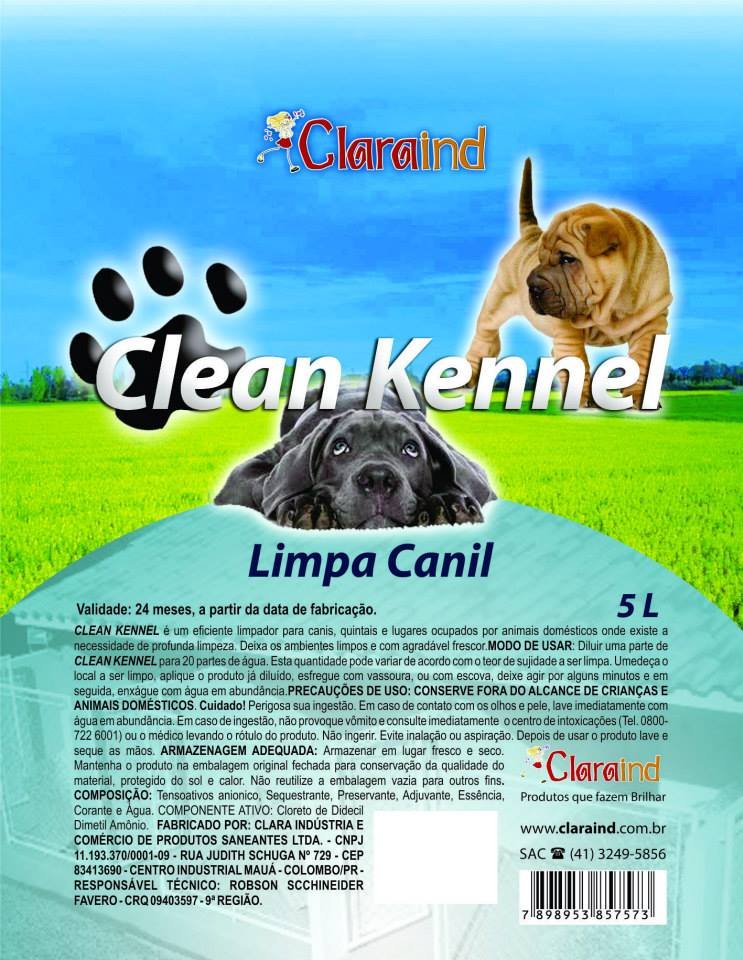 Claraind
Clean Kennel
Limpa Canil
5 L
Validade: 24 meses, a partir da data de fabricação.
CLEAN KENNEL é um eficiente limpador para canis, quintais e lugares ocupados por animais domésticos onde existe a
necessidade de profunda limpeza. Deixa os ambientes limpos e com agradável frescor.MODO DE USAR: Diluir uma parte de
CLEAN KENNEL para 20 partes de água. Esta quantidade pode variar de acordo com o teor de sujidade a ser limpa. Umedeça o
local a ser limpo, aplique o produto já diluído, esfregue com vassoura, ou com escova, deixe agir por alguns minutos e em
seguida, enxágue com água em abundância.PRECAUÇÕES DE USO: CONSERVE FORA DO ALCANCE DE CRIANÇAS E
ANIMAIS DOMÉSTICOS. Cuidado! Perigosa sua ingestão. Em caso de contato com os olhos e pele, lave imediatamente com
água em abundância. Em caso de ingestão, não provoque vômito e consulte imediatamente o centro de intoxicações (Tel. 0800-
722 6001) ou o médico levando o rótulo do produto. Não ingerir. Evite inalação ou aspiração. Depois de usar o produto lave e
seque as mãos. ARMAZENAGEM ADEQUADA: Armazenar em lugar fresco e seco.
Mantenha o produto na embalagem original fechada para conservação da qualidade do
material, protegido do sol e calor. Não reutilize a embalagem vazia para outros fins.
COMPOSIÇÃO: Tensoativos anionico, Sequestrante, Preservante, Adjuvante, Essência,
Corante e Água. COMPONENTE ATIVO: Cloreto de Didecil
Dimetil Amônio. FABRICADO POR: CLARA INDÚSTRIA E
COMÉRCIO DE PRODUTOS SANEANTES LTDA. - CNPJ
11.193.370/0001-09 - RUA JUDITH SCHUGA Nº 729 - CEP
83413690 - CENTRO INDUSTRIAL MAUÁ - COLOMBO/PR -
RESPONSÁVEL TÉCNICO: ROBSON SCCHINEIDER
FAVERO - CRQ 09403597 - 9ª REGIÃO.
Claraind
Produtos que fazem Brilhar
www.claraind.com.br
SAC ☎ (41) 3249-5856
7 898953 857573